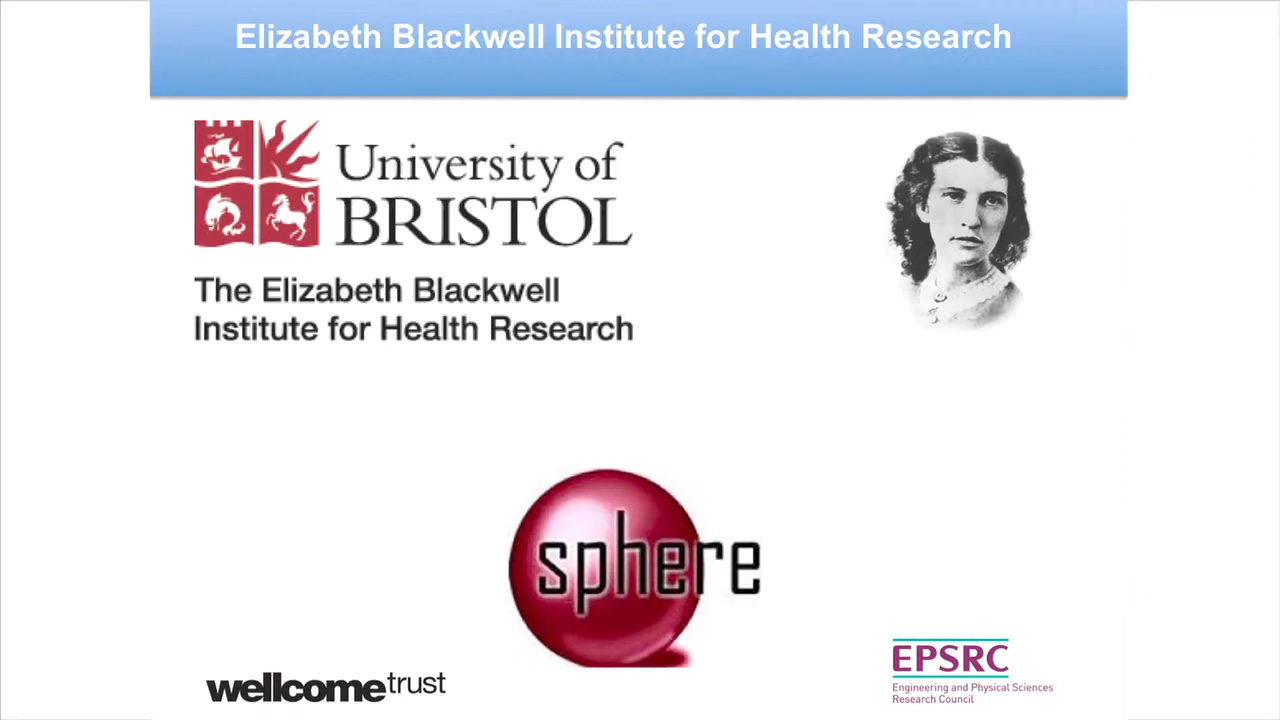 Elizabeth Blackwell Institute for Health Research
University of
BRISTOL
The Elizabeth Blackwell
Institute for Health Research
sphere
wellcometrust
EPSRC
Engineering and Physical Sciences
Research Council